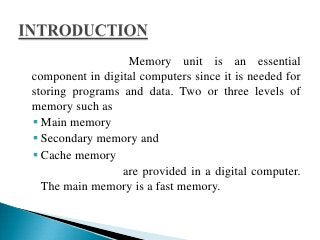 INTRODUCTION
Memory unit is an essential
component in digital computers since it is needed for
storing programs and data. Two or three levels of
memory such as
▪ Main memory
▪ Secondary memory and
▪ Cache memory
are provided in a digital computer.
The main memory is a fast memory.